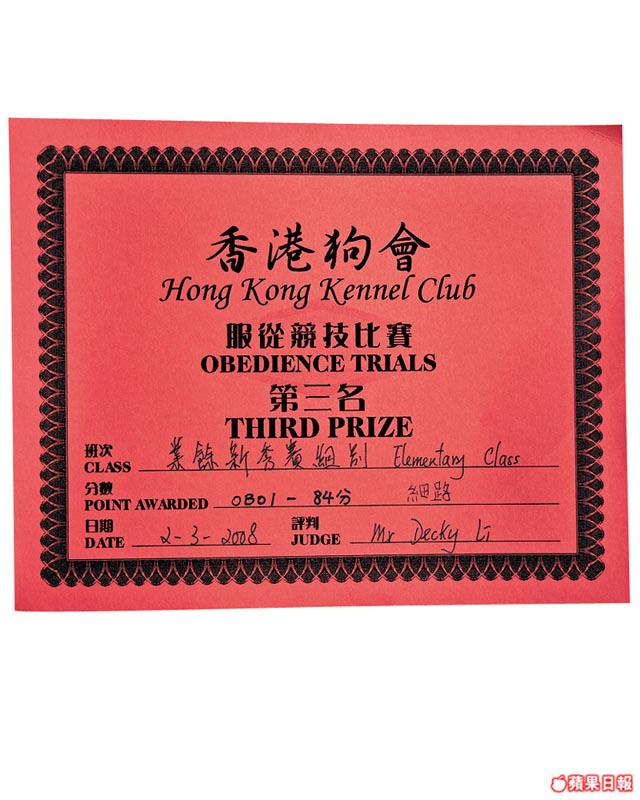 香港狗會
Hong Kong Kennel Club
服從競技比賽
OBEDIENCE TRIALS
第三名
THIRD PRIZE
班次
CLASS 業餘新秀賽組別 Elementary Class
分數
POINT AWARDED OB01 - 84分 細路
日期 評判
DATE 2-3-2008 JUDGE Mr Decky Li
蘋果日報